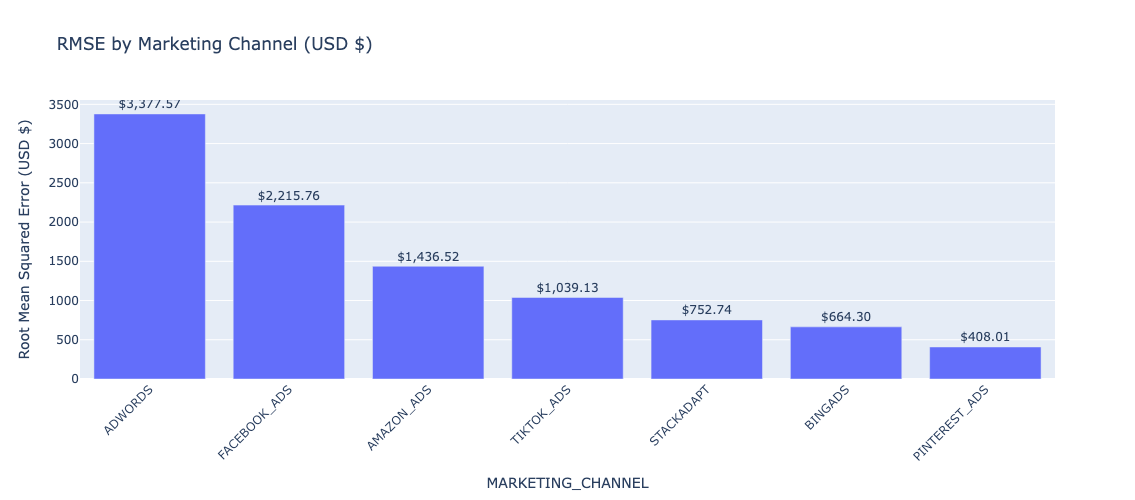 RMSE by Marketing Channel (USD $)
Root Mean Squared Error (USD $)
3500
3000
2500
2000
1500
1000
500
0
$3,377.57
$2,215.76
$1,436.52
$1,039.13
$752.74
$664.30
$408.01
ADWORDS
FACEBOOK_ADS
AMAZON_ADS
TIKTOK_ADS
STACKADAPT
BINGADS
PINTEREST_ADS
MARKETING_CHANNEL